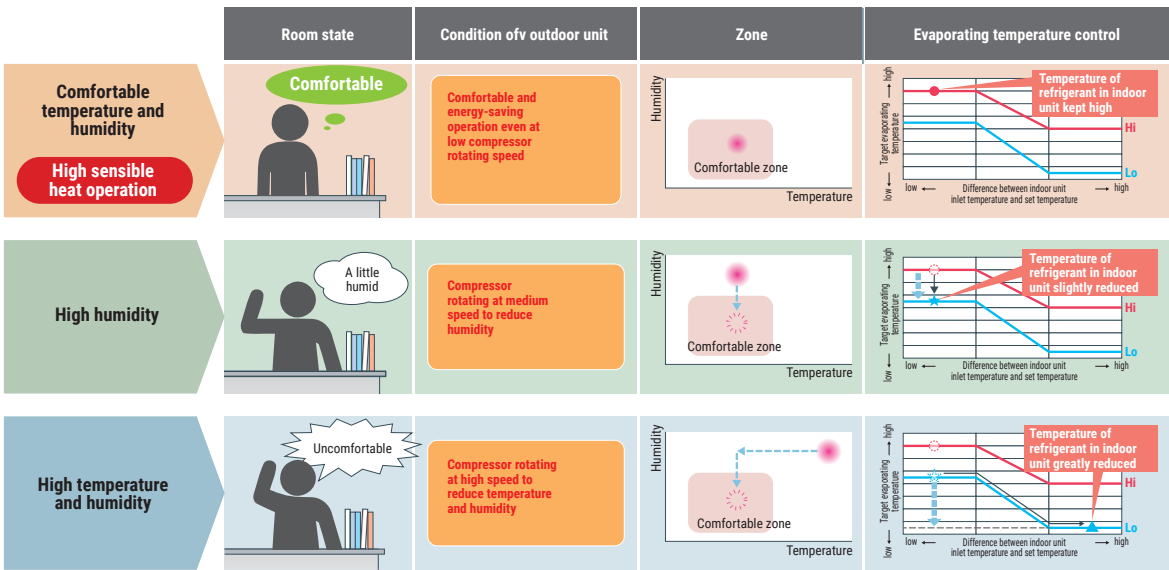 Room state
Condition ofv outdoor unit
Zone
Evaporating temperature control
Comfortable
temperature and
humidity
High sensible
heat operation
Comfortable
Comfortable and
energy-saving
operation even at
low compressor
rotating speed
Humidity
Comfortable zone
Temperature
high
Target evaporating
temperature
low
Temperature of
refrigerant in indoor
unit kept high
Hi
Lo
low
Difference between indoor unit
inlet temperature and set temperature
high
High humidity
A little
humid
Compressor
rotating at medium
speed to reduce
humidity
Humidity
Comfortable zone
Temperature
high
Target evaporating
temperature
low
Temperature of
refrigerant in indoor
unit slightly reduced
Hi
Lo
low
Difference between indoor unit
inlet temperature and set temperature
high
High temperature
and humidity
Uncomfortable
Compressor rotating
at high speed to
reduce temperature
and humidity
Humidity
Comfortable zone
Temperature
high
Target evaporating
temperature
low
Temperature of
refrigerant in indoor
unit greatly reduced
Hi
Lo
low
Difference between indoor unit
inlet temperature and set temperature
high